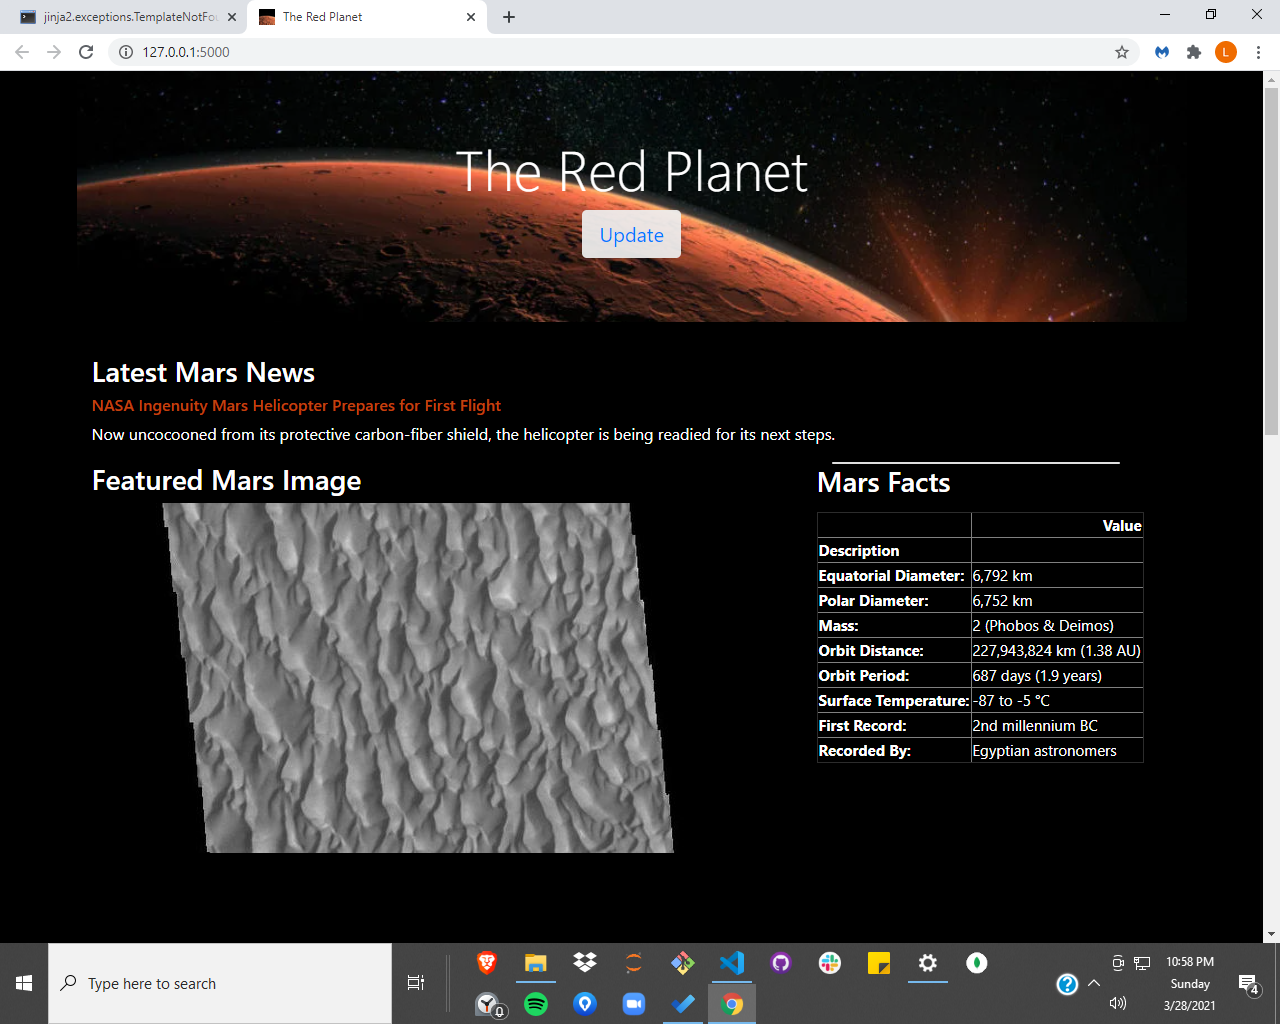 jinja2.exceptions.TemplateNotFo
The Red Planet
127.0.0.1:5000
L
The Red Planet
Update
Latest Mars News
NASA Ingenuity Mars Helicopter Prepares for First Flight
Now uncocooned from its protective carbon-fiber shield, the helicopter is being readied for its next steps.
Featured Mars Image
Mars Facts
Value
Description
Equatorial Diameter: 6,792 km
Polar Diameter: 6,752 km
Mass: 2 (Phobos & Deimos)
Orbit Distance: 227,943,824 km (1.38 AU)
Orbit Period: 687 days (1.9 years)
Surface Temperature: -87 to -5 °C
First Record: 2nd millennium BC
Recorded By: Egyptian astronomers
Type here to search
10:58 PM
Sunday
3/28/2021
4